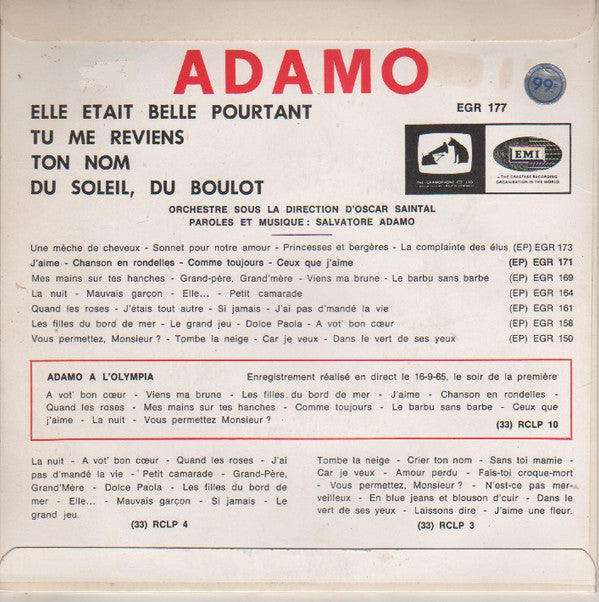 ADAMO
99.-
ELLE ETAIT BELLE POURTANT
EGR 177
TU ME REVIENS
TON NOM
DU SOLEIL, DU BOULOT
EMI
THE GREATEST RECORDING
ORGANISATION IN THE WORLD
ORCHESTRE SOUS LA DIRECTION D'OSCAR SAINTAL
PAROLES ET MUSIQUE : SALVATORE ADAMO
Une mèche de cheveux - Sonnet pour notre amour - Princesses et bergères - La complainte des élus (EP) EGR 173
J'aime - Chanson en rondelles - Comme toujours - Ceux que j'aime (EP) EGR 171
Mes mains sur tes hanches - Grand-père, Grand'mère - Viens ma brune - Le barbu sans barbe (EP) EGR 169
La nuit - Mauvais garçon - Elle... - Petit camarade (EP) EGR 164
Quand les roses - J'étais tout autre - Si jamais - J'ai pas d'mandé la vie (EP) EGR 161
Les filles du bord de mer - Le grand jeu - Dolce Paola - A vot' bon cœur (EP) EGR 158
Vous permettez, Monsieur ? - Tombe la neige - Car je veux - Dans le vert de ses yeux (EP) EGR 150
ADAMO A L'OLYMPIA Enregistrement réalisé en direct le 16-9-65, le soir de la première
A vot' bon cœur - Viens ma brune - Les filles du bord de mer - J'aime - Chanson en rondelles -
Quand les roses - Mes mains sur tes hanches - Comme toujours - Le barbu sans barbe - Ceux que
j'aime - La nuit - Vous permettez Monsieur ?
(33) RCLP 10
La nuit - A vot' bon cœur - Quand les roses - J'ai
pas d'mandé la vie - Petit camarade - Grand-Père,
Grand'Mère - Dolce Paola - Les filles du bord de
mer - Elle... - Mauvais garçon - Si jamais - Le
grand jeu.
(33) RCLP 4
Tombe la neige - Crier ton nom - Sans toi mamie -
Car je veux - Amour perdu - Fais-toi croque-mort
- Vous permettez, Monsieur ? - N'est-ce pas mer-
veilleux - En blue jeans et blouson d'cuir - Dans le
vert de ses yeux - Laissons dire - J'aime une fleur.
(33) RCLP 3